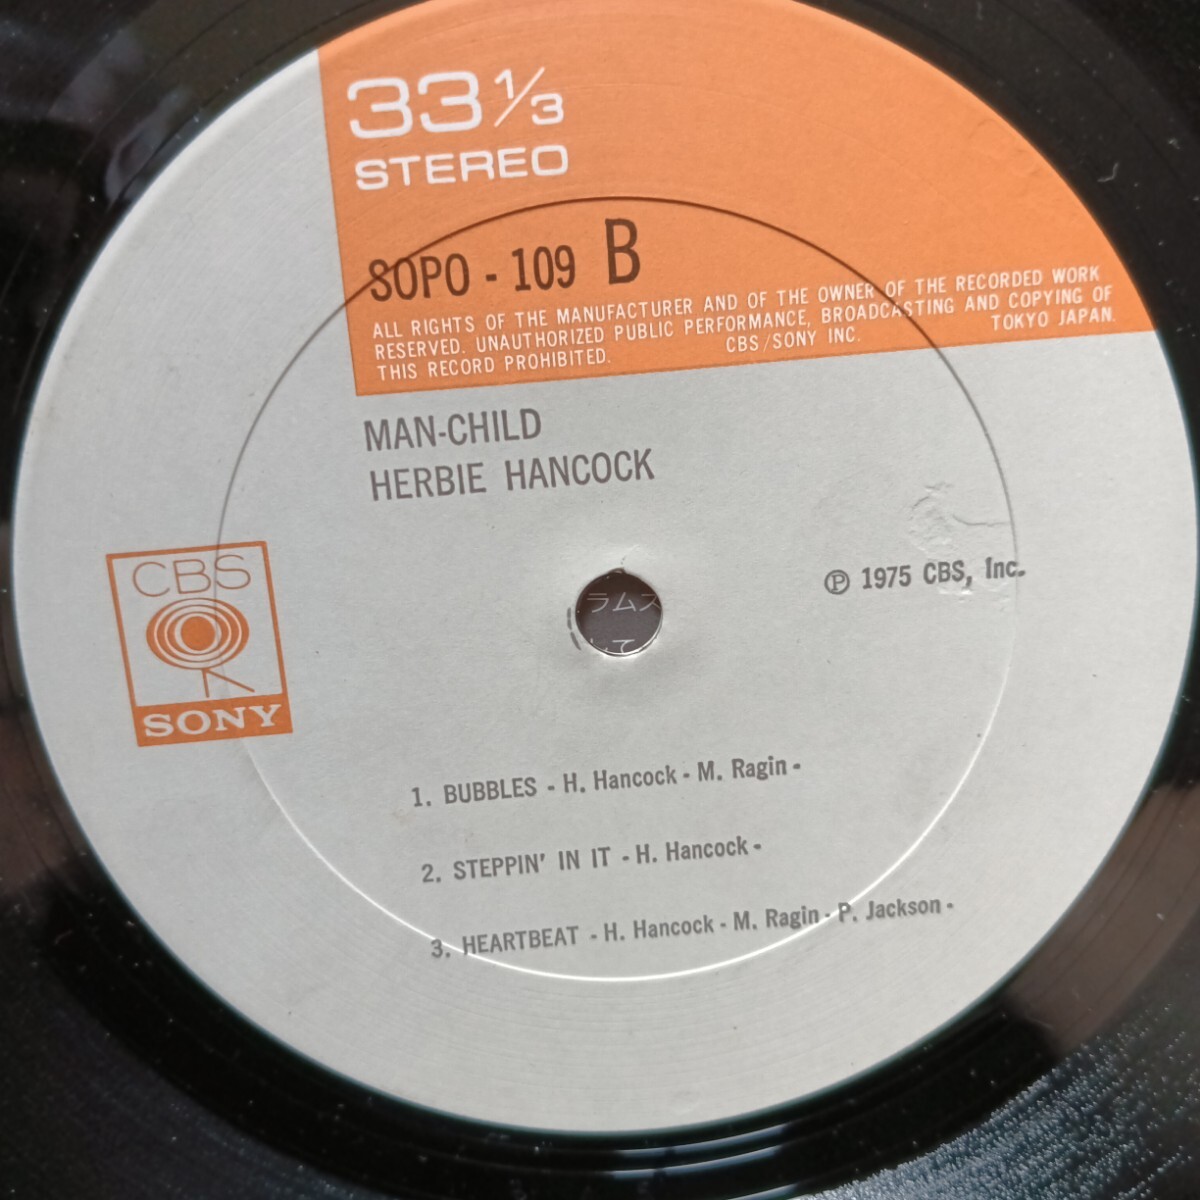 33 1/3
STEREO
SOPO - 109 B
ALL RIGHTS OF THE MANUFACTURER AND OF THE OWNER OF THE RECORDED WORK
RESERVED. UNAUTHORIZED PUBLIC PERFORMANCE, BROADCASTING AND COPYING OF
THIS RECORD PROHIBITED. CBS/SONY INC. TOKYO JAPAN.
MAN-CHILD
HERBIE HANCOCK
CBS
SONY
Ⓟ 1975 CBS, Inc.
ラムス
1. BUBBLES - H. Hancock - M. Ragin -
2. STEPPIN' IN IT - H. Hancock -
3. HEARTBEAT - H. Hancock - M. Ragin - P. Jackson -